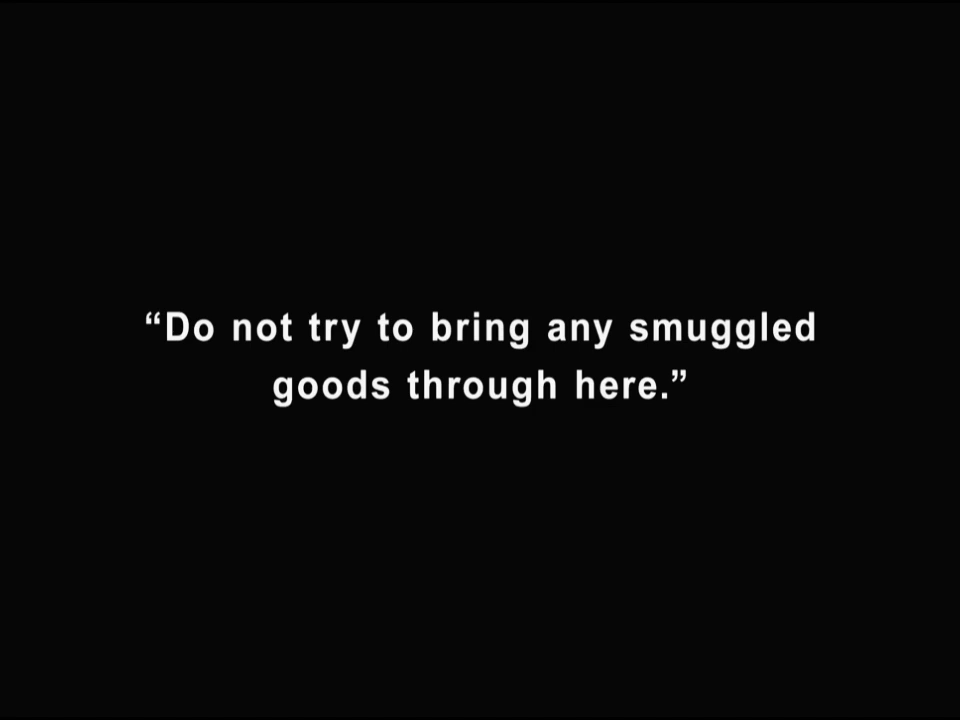 “Do not try to bring any smuggled
goods through here.”